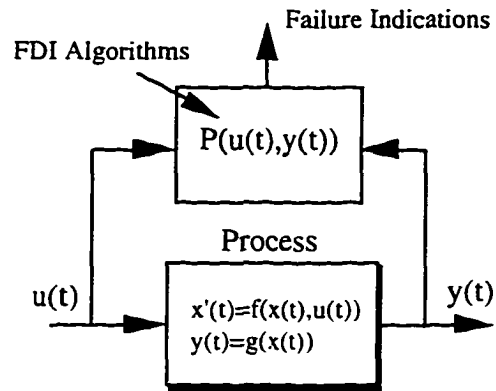 Failure Indications
FDI Algorithms
P(u(t),y(t))
Process
u(t)
x'(t)=f(x(t),u(t))
y(t)=g(x(t))
y(t)